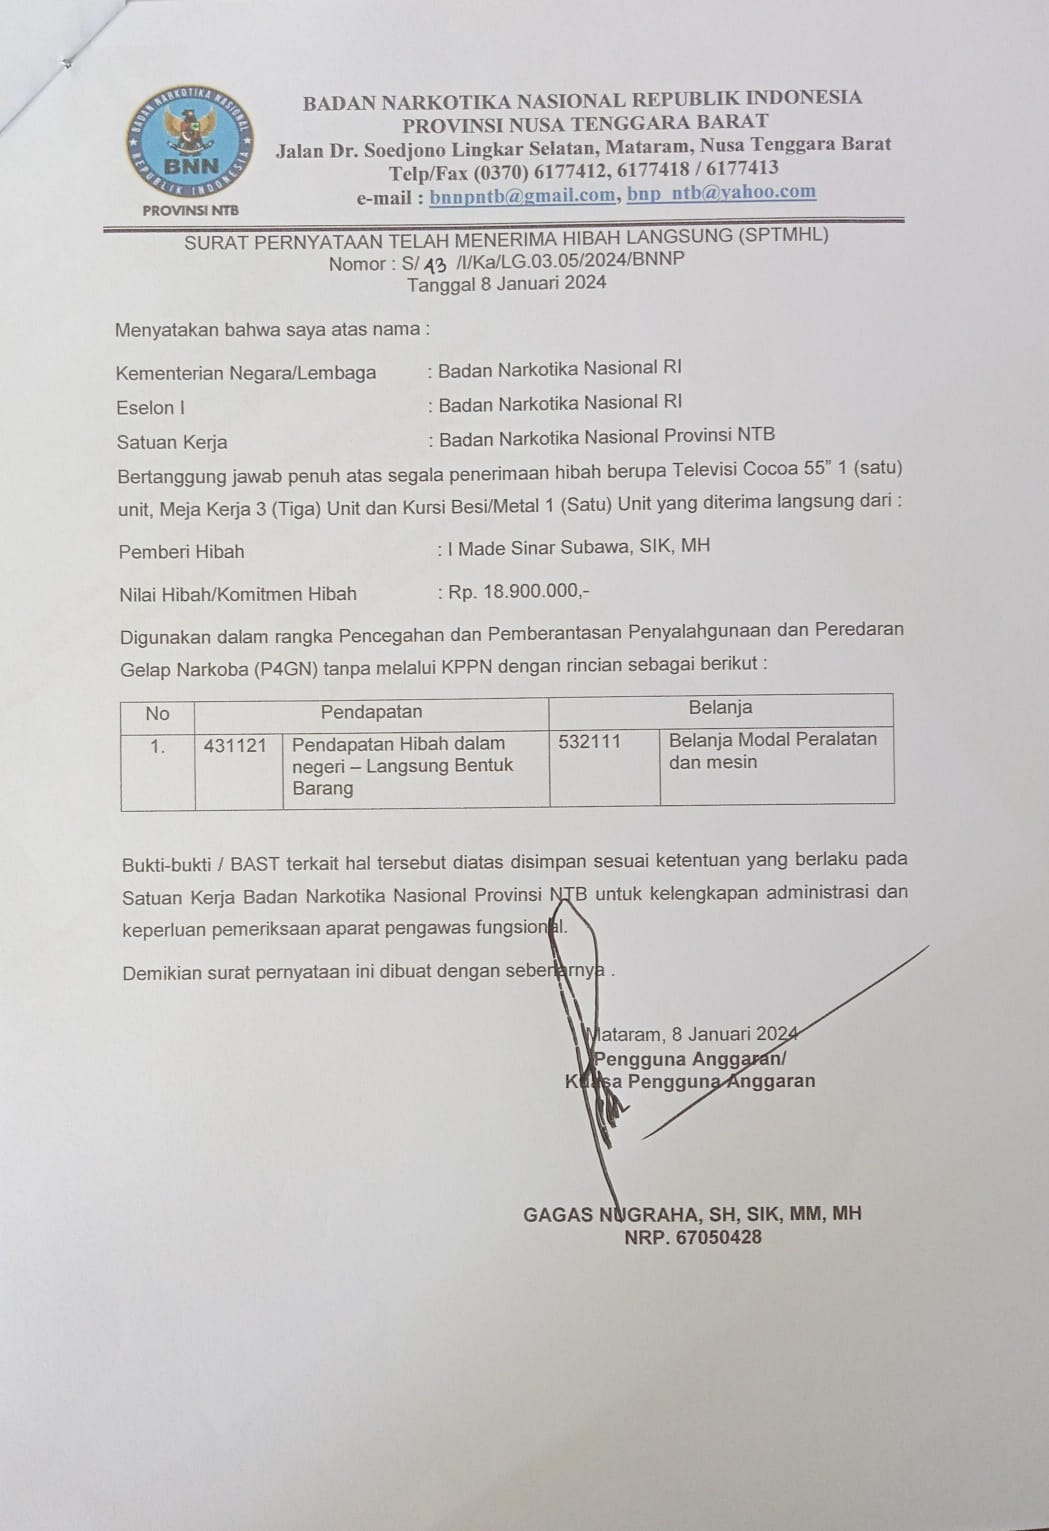 BADAN NARKOTIKA NASIONAL
BNN
REPUBLIK INDONESIA
PROVINSI NTB
BADAN NARKOTIKA NASIONAL REPUBLIK INDONESIA
PROVINSI NUSA TENGGARA BARAT
Jalan Dr. Soedjono Lingkar Selatan, Mataram, Nusa Tenggara Barat
Telp/Fax (0370) 6177412, 6177418 / 6177413
e-mail : bnnpntb@gmail.com, bnp_ntb@yahoo.com
SURAT PERNYATAAN TELAH MENERIMA HIBAH LANGSUNG (SPTMHL)
Nomor : S/ 43 /I/Ka/LG.03.05/2024/BNNP
Tanggal 8 Januari 2024
Menyatakan bahwa saya atas nama :
Kementerian Negara/Lembaga : Badan Narkotika Nasional RI
Eselon I : Badan Narkotika Nasional RI
Satuan Kerja : Badan Narkotika Nasional Provinsi NTB
Bertanggung jawab penuh atas segala penerimaan hibah berupa Televisi Cocoa 55” 1 (satu)
unit, Meja Kerja 3 (Tiga) Unit dan Kursi Besi/Metal 1 (Satu) Unit yang diterima langsung dari :
Pemberi Hibah : I Made Sinar Subawa, SIK, MH
Nilai Hibah/Komitmen Hibah : Rp. 18.900.000,-
Digunakan dalam rangka Pencegahan dan Pemberantasan Penyalahgunaan dan Peredaran
Gelap Narkoba (P4GN) tanpa melalui KPPN dengan rincian sebagai berikut :
No Pendapatan Belanja
1. 431121 Pendapatan Hibah dalam 532111 Belanja Modal Peralatan
negeri – Langsung Bentuk dan mesin
Barang
Bukti-bukti / BAST terkait hal tersebut diatas disimpan sesuai ketentuan yang berlaku pada
Satuan Kerja Badan Narkotika Nasional Provinsi NTB untuk kelengkapan administrasi dan
keperluan pemeriksaan aparat pengawas fungsional.
Demikian surat pernyataan ini dibuat dengan sebenarnya .
Mataram, 8 Januari 2024
Pengguna Anggaran/
Kuasa Pengguna Anggaran
GAGAS NUGRAHA, SH, SIK, MM, MH
NRP. 67050428